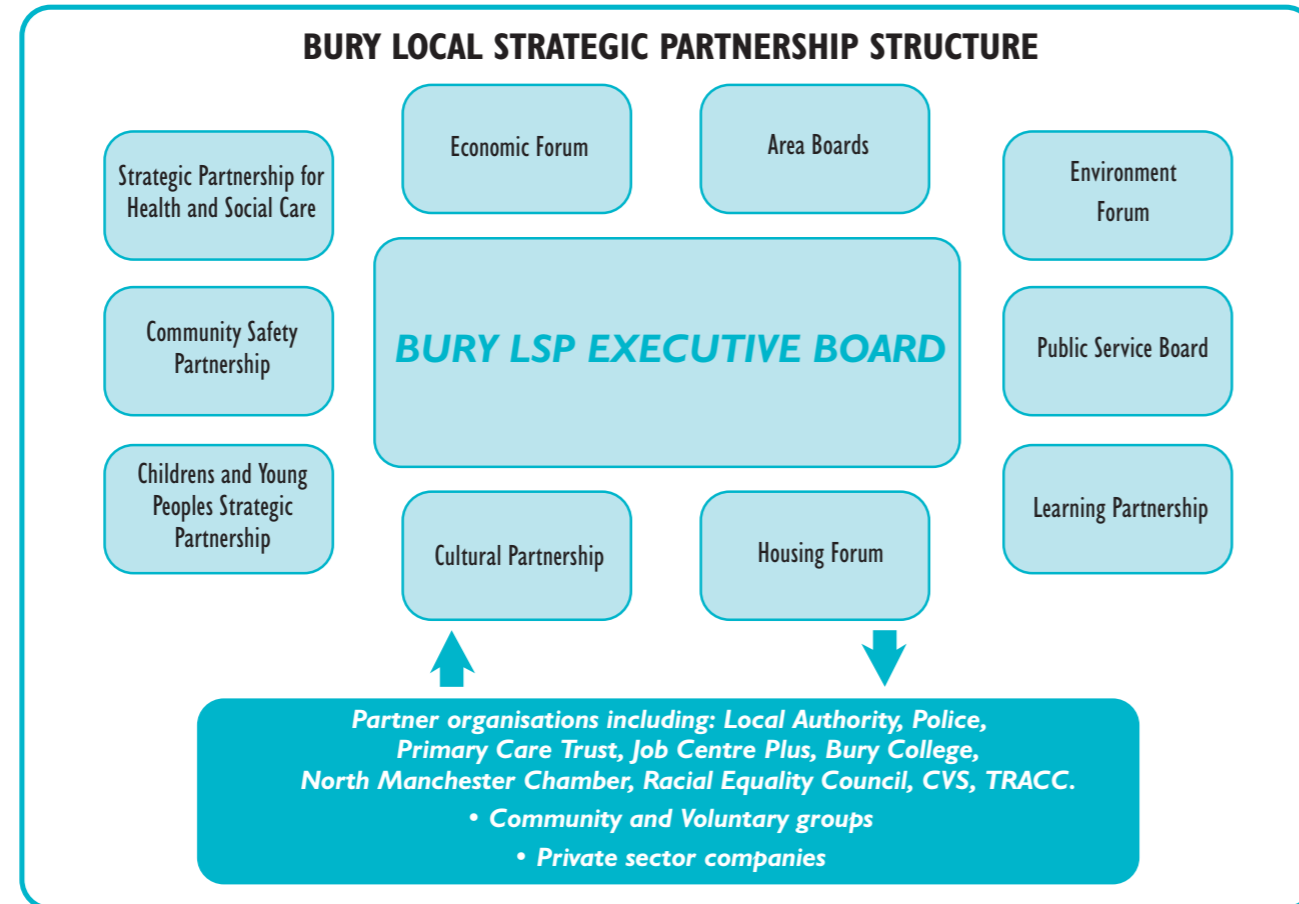 BURY LOCAL STRATEGIC PARTNERSHIP STRUCTURE
Economic Forum
Area Boards
Strategic Partnership for
Health and Social Care
Environment
Forum
Community Safety
Partnership
BURY LSP EXECUTIVE BOARD
Public Service Board
Childrens and Young
Peoples Strategic
Partnership
Cultural Partnership
Housing Forum
Learning Partnership
Partner organisations including: Local Authority, Police,
Primary Care Trust, Job Centre Plus, Bury College,
North Manchester Chamber, Racial Equality Council, CVS, TRACC.
• Community and Voluntary groups
• Private sector companies